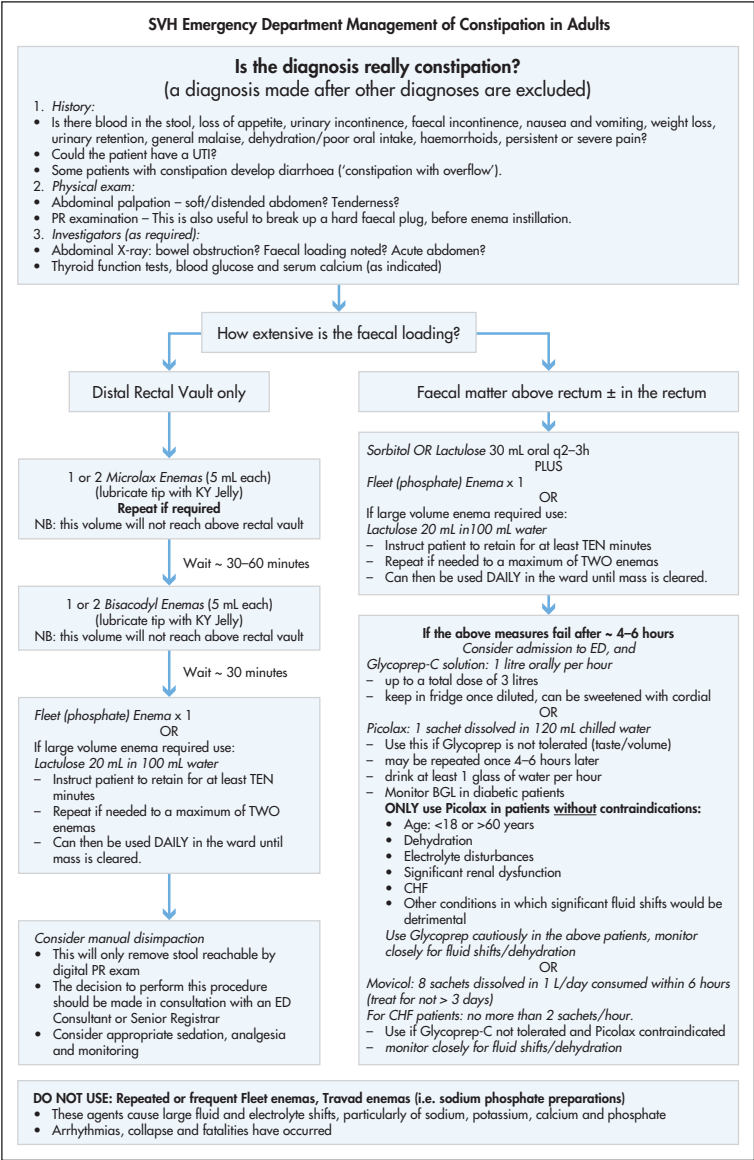 SVH Emergency Department Management of Constipation in Adults
Is the diagnosis really constipation?
(a diagnosis made after other diagnoses are excluded)
1. History:
• Is there blood in the stool, loss of appetite, urinary incontinence, faecal incontinence, nausea and vomiting, weight loss,
urinary retention, general malaise, dehydration/poor oral intake, haemorrhoids, persistent or severe pain?
• Could the patient have a UTI?
• Some patients with constipation develop diarrhoea (‘constipation with overflow’).
2. Physical exam:
• Abdominal palpation – soft/distended abdomen? Tenderness?
• PR examination – This is also useful to break up a hard faecal plug, before enema instillation.
3. Investigators (as required):
• Abdominal X-ray: bowel obstruction? Faecal loading noted? Acute abdomen?
• Thyroid function tests, blood glucose and serum calcium (as indicated)
How extensive is the faecal loading?
Distal Rectal Vault only
1 or 2 Microlax Enemas (5 mL each)
(lubricate tip with KY Jelly)
Repeat if required
NB: this volume will not reach above rectal vault
Wait ~ 30–60 minutes
1 or 2 Bisacodyl Enemas (5 mL each)
(lubricate tip with KY Jelly)
NB: this volume will not reach above rectal vault
Wait ~ 30 minutes
Fleet (phosphate) Enema x 1
OR
If large volume enema required use:
Lactulose 20 mL in 100 mL water
– Instruct patient to retain for at least TEN
minutes
– Repeat if needed to a maximum of TWO
enemas
– Can then be used DAILY in the ward until
mass is cleared.
Consider manual disimpaction
• This will only remove stool reachable by
digital PR exam
• The decision to perform this procedure
should be made in consultation with an ED
Consultant or Senior Registrar
• Consider appropriate sedation, analgesia
and monitoring
Faecal matter above rectum ± in the rectum
Sorbitol OR Lactulose 30 mL oral q2–3h
PLUS
Fleet (phosphate) Enema x 1
OR
If large volume enema required use:
Lactulose 20 mL in100 mL water
– Instruct patient to retain for at least TEN minutes
– Repeat if needed to a maximum of TWO enemas
– Can then be used DAILY in the ward until mass is cleared.
If the above measures fail after ~ 4–6 hours
Consider admission to ED, and
Glycoprep-C solution: 1 litre orally per hour
– up to a total dose of 3 litres
– keep in fridge once diluted, can be sweetened with cordial
OR
Picolax: 1 sachet dissolved in 120 mL chilled water
– Use this if Glycoprep is not tolerated (taste/volume)
– may be repeated once 4–6 hours later
– drink at least 1 glass of water per hour
– Monitor BGL in diabetic patients
ONLY use Picolax in patients without contraindications:
• Age: <18 or >60 years
• Dehydration
• Electrolyte disturbances
• Significant renal dysfunction
• CHF
• Other conditions in which significant fluid shifts would be
detrimental
Use Glycoprep cautiously in the above patients, monitor
closely for fluid shifts/dehydration
OR
Movicol: 8 sachets dissolved in 1 L/day consumed within 6 hours
(treat for not > 3 days)
For CHF patients: no more than 2 sachets/hour.
– Use if Glycoprep-C not tolerated and Picolax contraindicated
– monitor closely for fluid shifts/dehydration
DO NOT USE: Repeated or frequent Fleet enemas, Travad enemas (i.e. sodium phosphate preparations)
• These agents cause large fluid and electrolyte shifts, particularly of sodium, potassium, calcium and phosphate
• Arrhythmias, collapse and fatalities have occurred